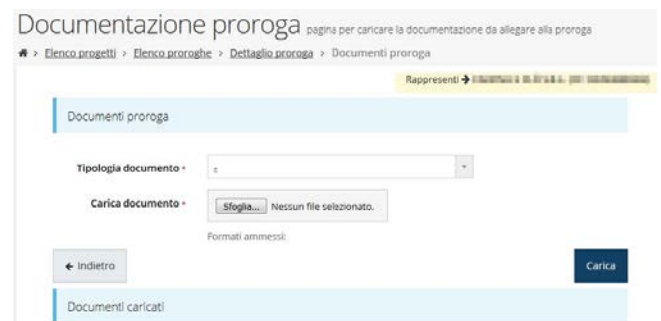 Documentazione proroga pagina per caricare la documentazione da allegare alla proroga
> Elenco progetti > Elenco proroghe > Dettaglio proroga > Documenti proroga
Rappresenti →
Documenti proroga
Tipologia documento *
Carica documento * Sfoglia... Nessun file selezionato.
Formati ammessi:
← Indietro Carica
Documenti caricati